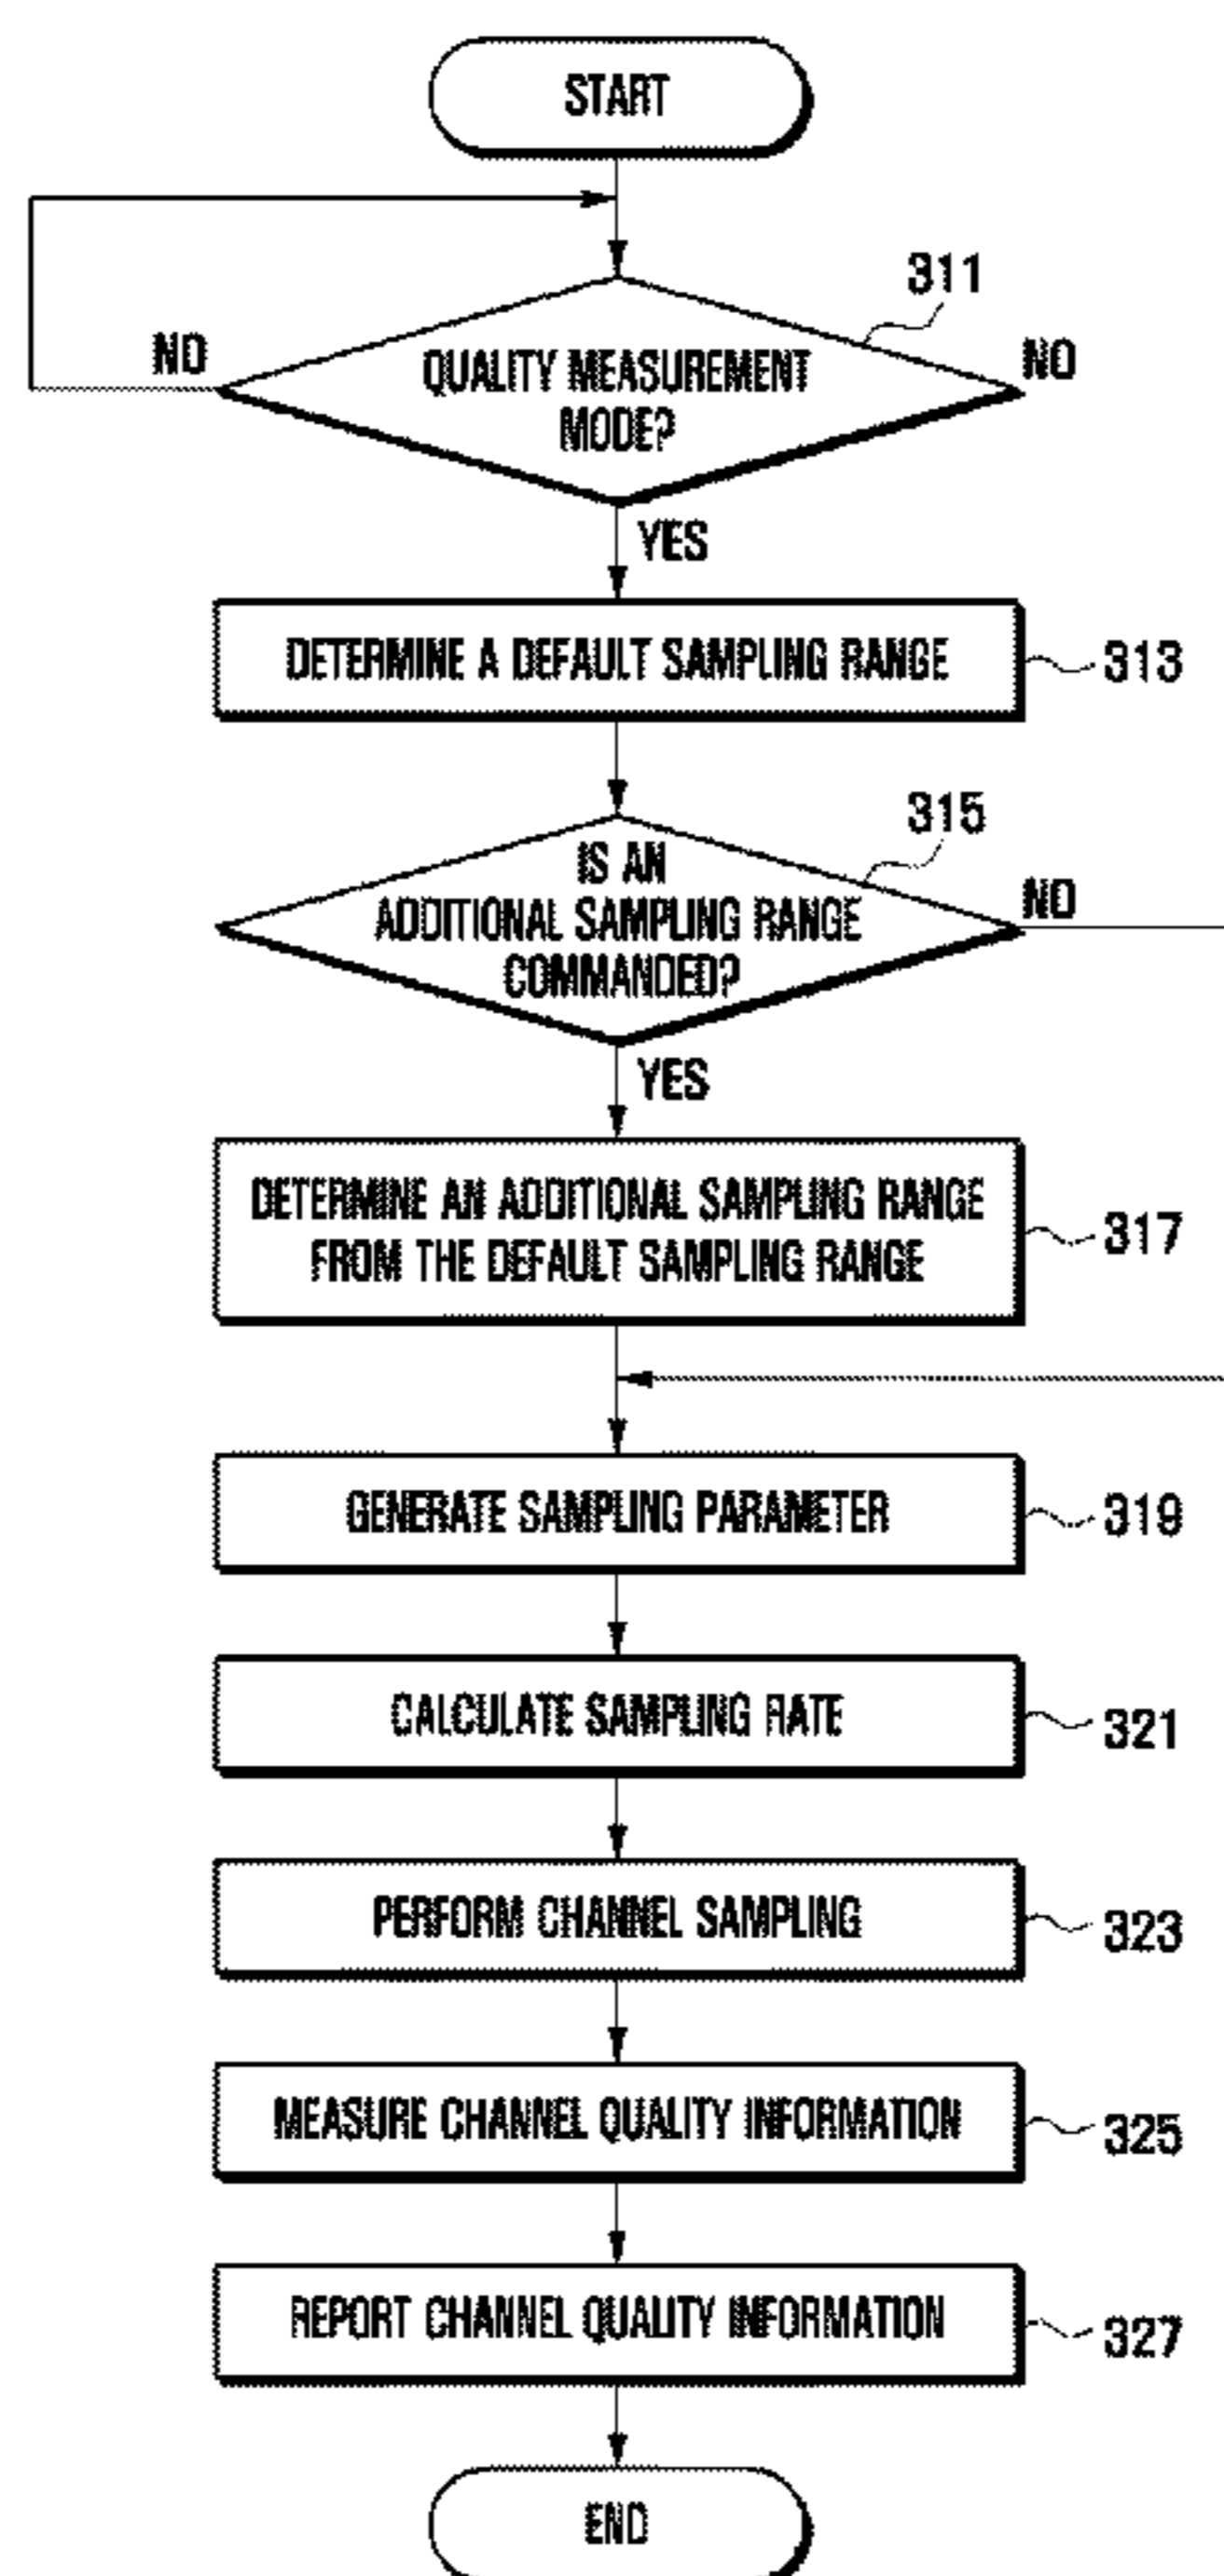 START
311
NO
NO
QUALITY MEASUREMENT
MODE?
YES
DETERMINE A DEFAULT SAMPLING RANGE
313
315
IS AN
NO
ADDITIONAL SAMPLING RANGE
COMMANDED?
YES
DETERMINE AN ADDITIONAL SAMPLING RANGE
FROM THE DEFAULT SAMPLING RANGE
317
GENERATE SAMPLING PARAMETER
319
CALCULATE SAMPLING RATE
321
PERFORM CHANNEL SAMPLING
323
MEASURE CHANNEL QUALITY INFORMATION
325
REPORT CHANNEL QUALITY INFORMATION
327
END